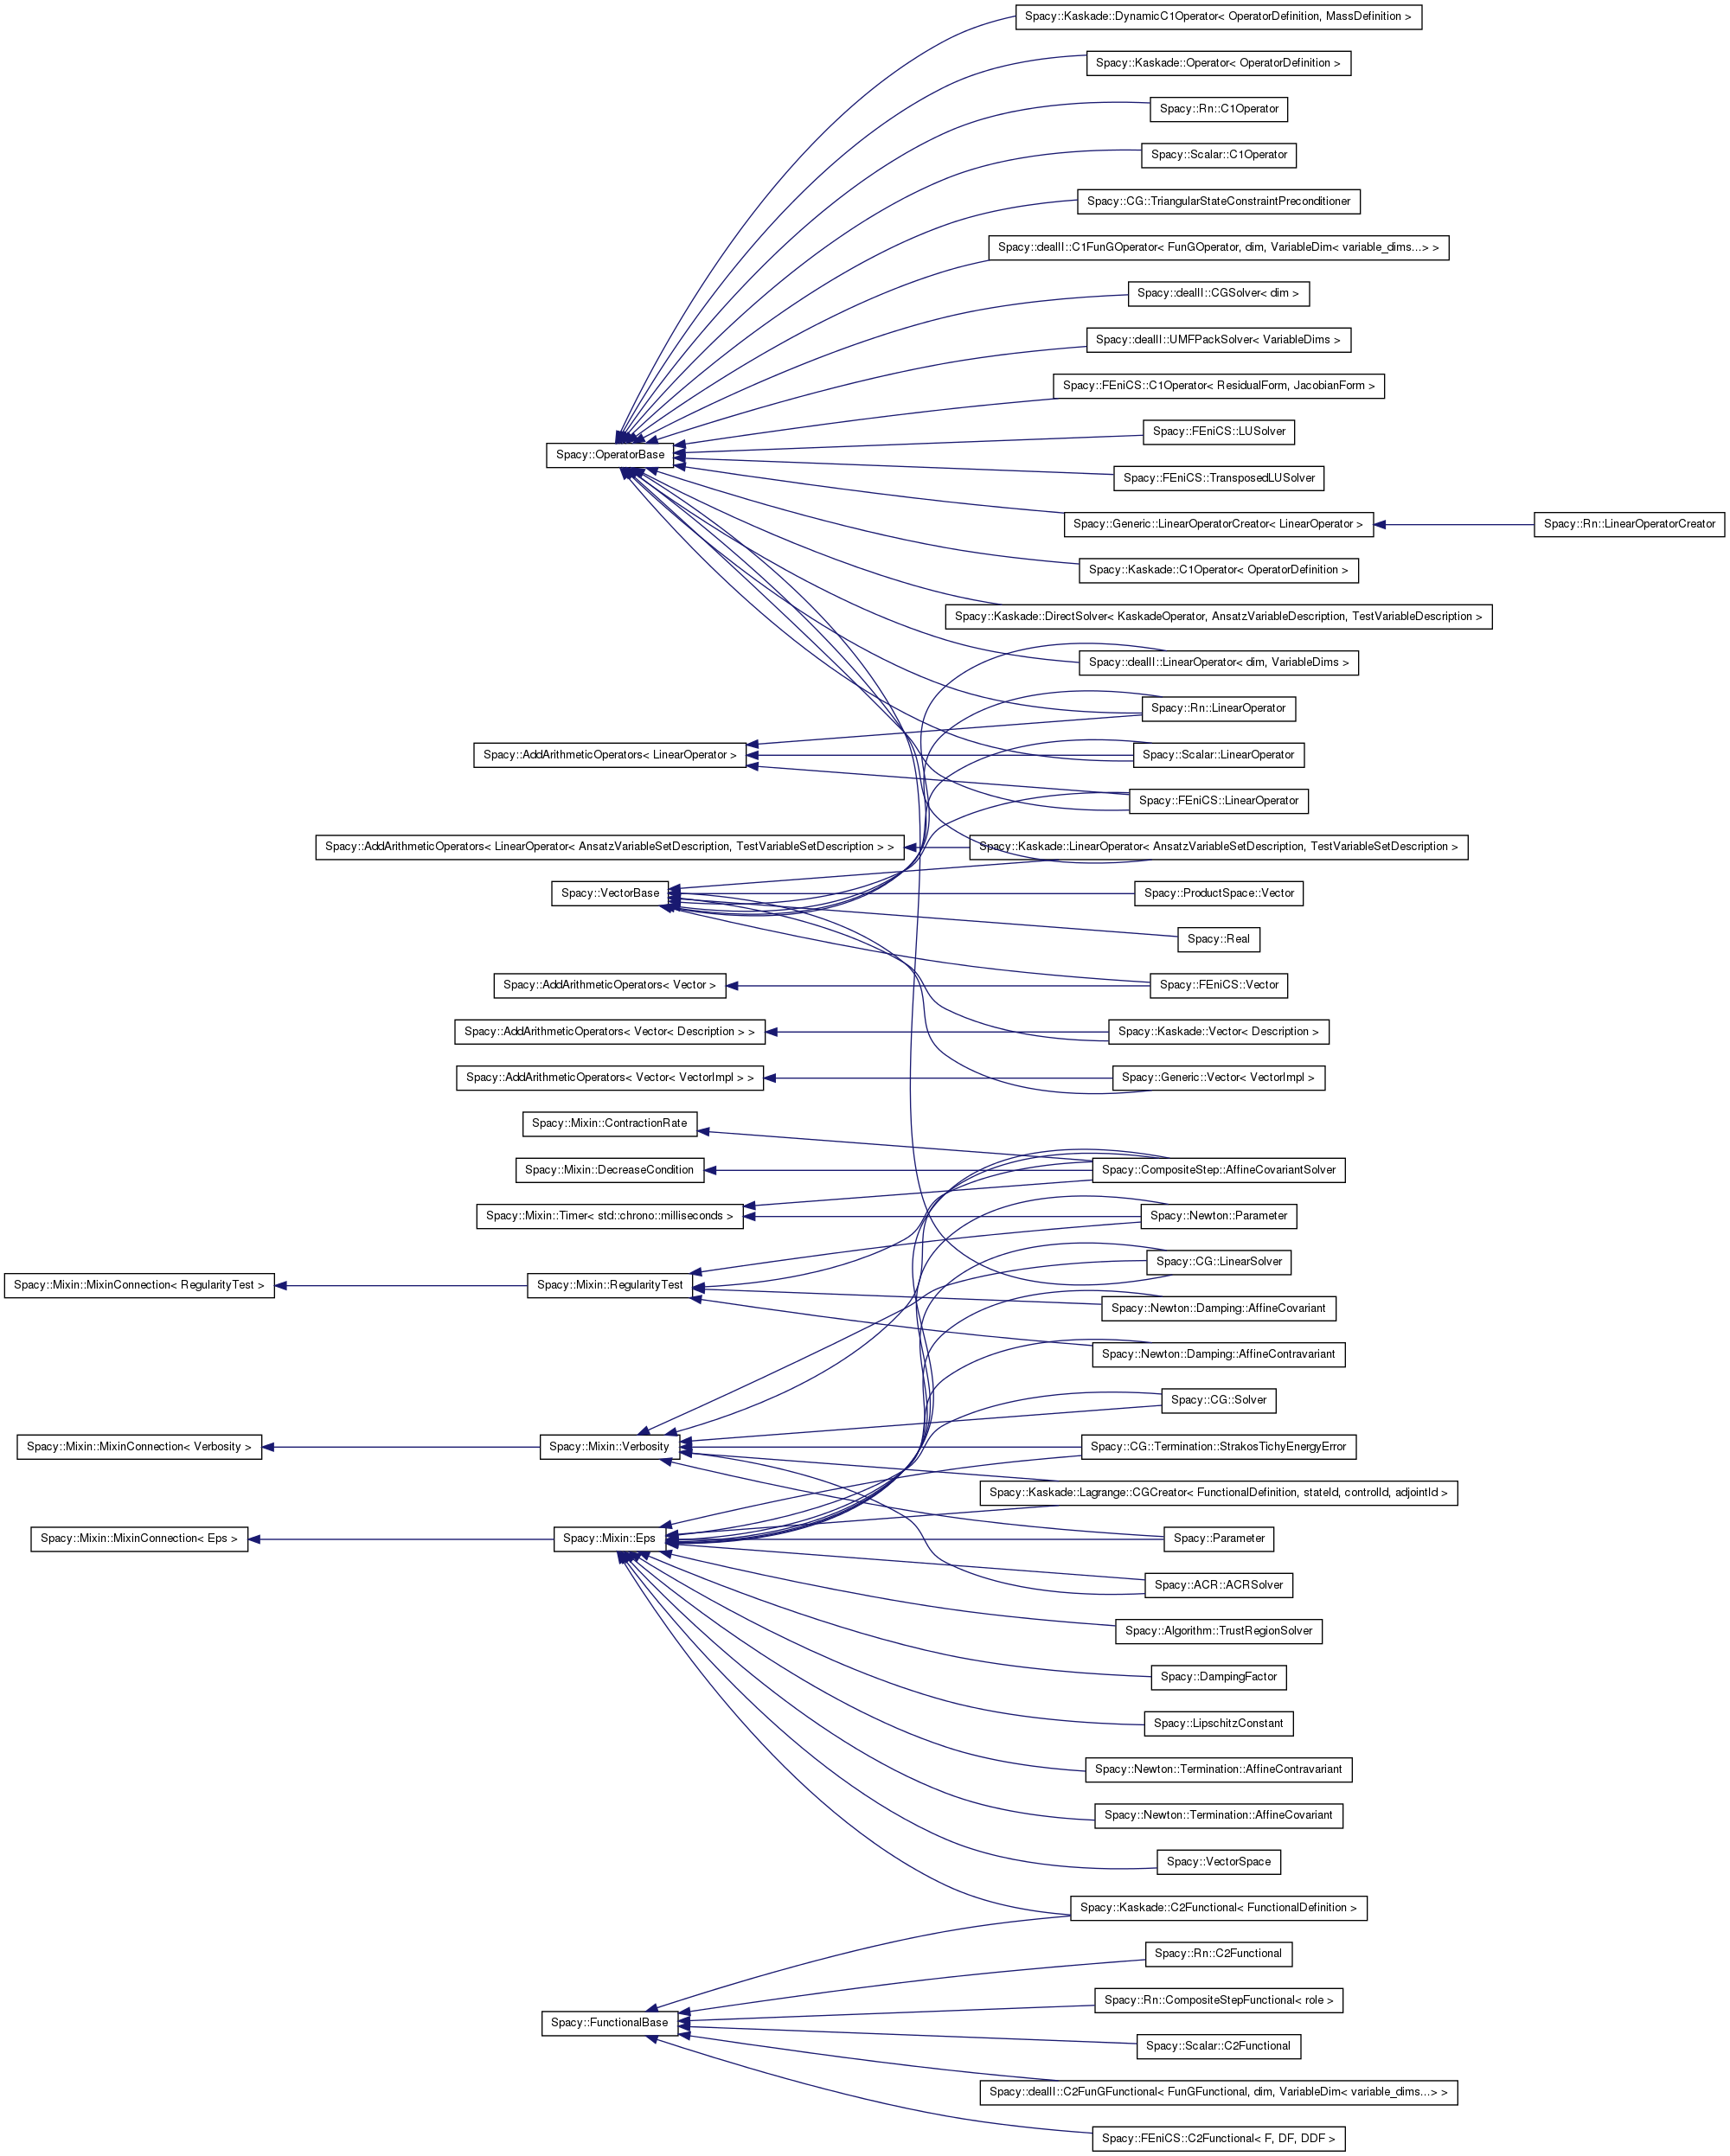 Spacy::Kaskade::DynamicC1Operator< OperatorDefinition, MassDefinition >
Spacy::Kaskade::Operator< OperatorDefinition >
Spacy::Rn::C1Operator
Spacy::Scalar::C1Operator
Spacy::CG::TriangularStateConstraintPreconditioner
Spacy::dealII::C1FunGOperator< FunGOperator, dim, VariableDim< variable_dims...> >
Spacy::dealII::CGSolver< dim >
Spacy::dealII::UMFPackSolver< VariableDims >
Spacy::FEniCS::C1Operator< ResidualForm, JacobianForm >
Spacy::FEniCS::LUSolver
Spacy::OperatorBase
Spacy::FEniCS::TransposedLUSolver
Spacy::Generic::LinearOperatorCreator< LinearOperator >
Spacy::Rn::LinearOperatorCreator
Spacy::Kaskade::C1Operator< OperatorDefinition >
Spacy::Kaskade::DirectSolver< KaskadeOperator, AnsatzVariableDescription, TestVariableDescription >
Spacy::dealII::LinearOperator< dim, VariableDims >
Spacy::Rn::LinearOperator
Spacy::AddArithmeticOperators< LinearOperator >
Spacy::Scalar::LinearOperator
Spacy::FEniCS::LinearOperator
Spacy::AddArithmeticOperators< LinearOperator< AnsatzVariableSetDescription, TestVariableSetDescription > >
Spacy::Kaskade::LinearOperator< AnsatzVariableSetDescription, TestVariableSetDescription >
Spacy::VectorBase
Spacy::ProductSpace::Vector
Spacy::Real
Spacy::AddArithmeticOperators< Vector >
Spacy::FEniCS::Vector
Spacy::AddArithmeticOperators< Vector< Description > >
Spacy::Kaskade::Vector< Description >
Spacy::AddArithmeticOperators< Vector< VectorImpl > >
Spacy::Generic::Vector< VectorImpl >
Spacy::Mixin::ContractionRate
Spacy::Mixin::DecreaseCondition
Spacy::CompositeStep::AffineCovariantSolver
Spacy::Mixin::Timer< std::chrono::milliseconds >
Spacy::Newton::Parameter
Spacy::CG::LinearSolver
Spacy::Mixin::MixinConnection< RegularityTest >
Spacy::Mixin::RegularityTest
Spacy::Newton::Damping::AffineCovariant
Spacy::Newton::Damping::AffineContravariant
Spacy::CG::Solver
Spacy::Mixin::MixinConnection< Verbosity >
Spacy::Mixin::Verbosity
Spacy::CG::Termination::StrakosTichyEnergyError
Spacy::Kaskade::Lagrange::CGCreator< FunctionalDefinition, stateId, controlId, adjointId >
Spacy::Mixin::MixinConnection< Eps >
Spacy::Mixin::Eps
Spacy::Parameter
Spacy::ACR::ACRSolver
Spacy::Algorithm::TrustRegionSolver
Spacy::DampingFactor
Spacy::LipschitzConstant
Spacy::Newton::Termination::AffineContravariant
Spacy::Newton::Termination::AffineCovariant
Spacy::VectorSpace
Spacy::Kaskade::C2Functional< FunctionalDefinition >
Spacy::Rn::C2Functional
Spacy::Rn::CompositeStepFunctional< role >
Spacy::FunctionalBase
Spacy::Scalar::C2Functional
Spacy::dealII::C2FunGFunctional< FunGFunctional, dim, VariableDim< variable_dims...> >
Spacy::FEniCS::C2Functional< F, DF, DDF >